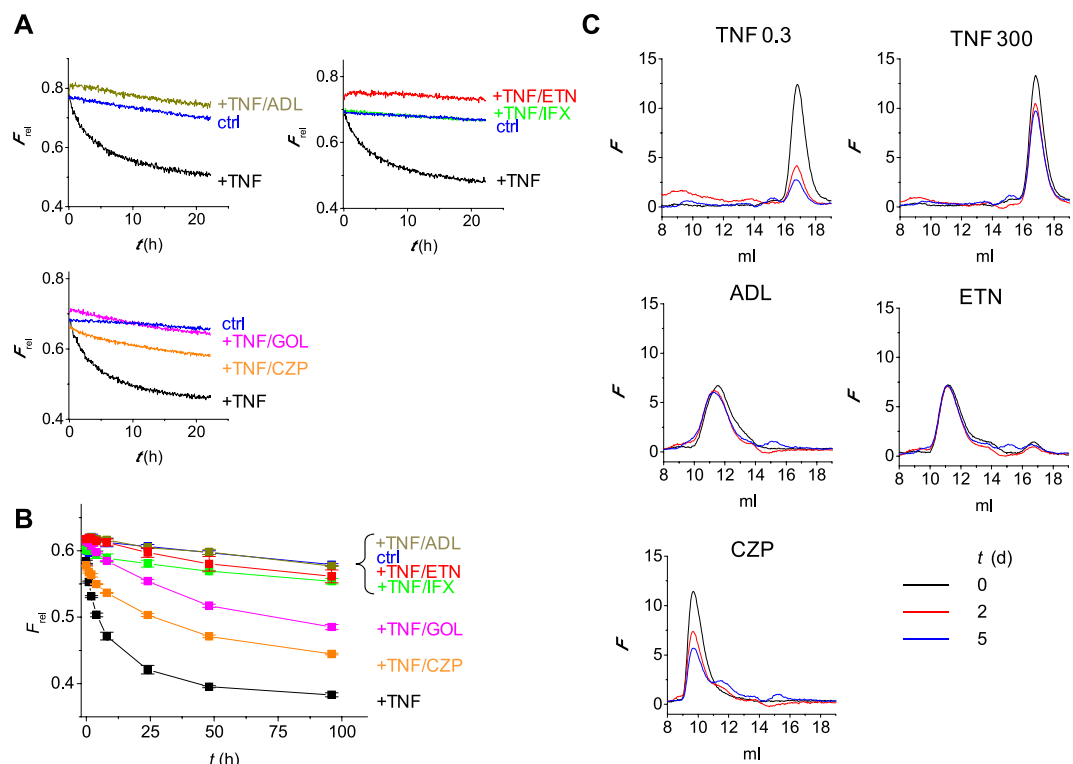 A
0.8
0.6
0.4
F rel
0
10
20
t(h)
+TNF/ADL
ctrl
+TNF
0.8
0.6
0.4
F rel
0
10
20
t(h)
+TNF/ETN
+TNF/IFX
ctrl
+TNF
0.8
0.6
0.4
F rel
0
10
20
t(h)
ctrl
+TNF/GOL
+TNF/CZP
+TNF
B
0.6
0.5
0.4
F rel
0
25
50
75
100
t (h)
+TNF/ADL
ctrl
+TNF/ETN
+TNF/IFX
+TNF/GOL
+TNF/CZP
+TNF
C
TNF 0.3
15
10
5
0
F
8 10 12 14 16 18
ml
TNF 300
15
10
5
0
F
8 10 12 14 16 18
ml
ADL
15
10
5
0
F
8 10 12 14 16 18
ml
ETN
15
10
5
0
F
8 10 12 14 16 18
ml
CZP
15
10
5
0
F
8 10 12 14 16 18
ml
t (d)
0
2
5